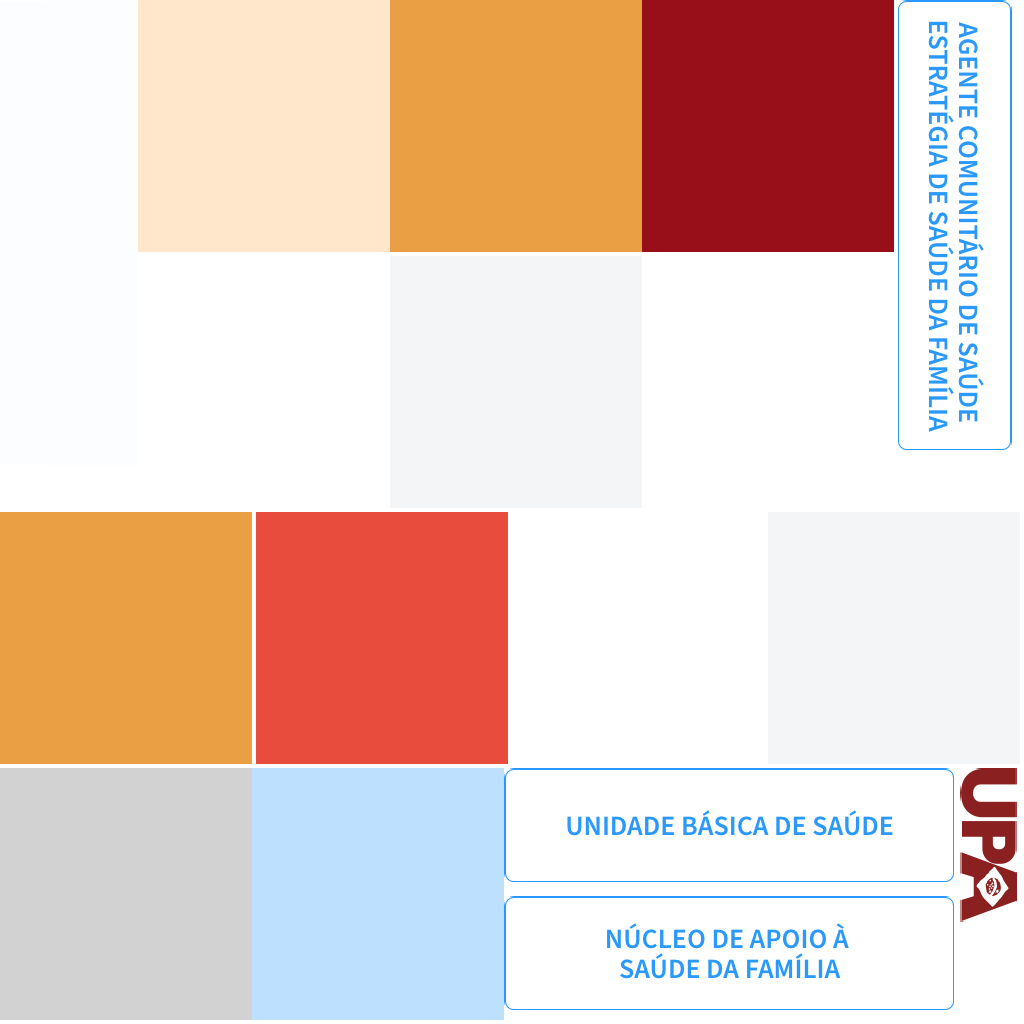 AGENTE COMUNITÁRIO DE SAÚDE
ESTRATÉGIA DE SAÚDE DA FAMÍLIA
UNIDADE BÁSICA DE SAÚDE
NÚCLEO DE APOIO À
SAÚDE DA FAMÍLIA
UPA